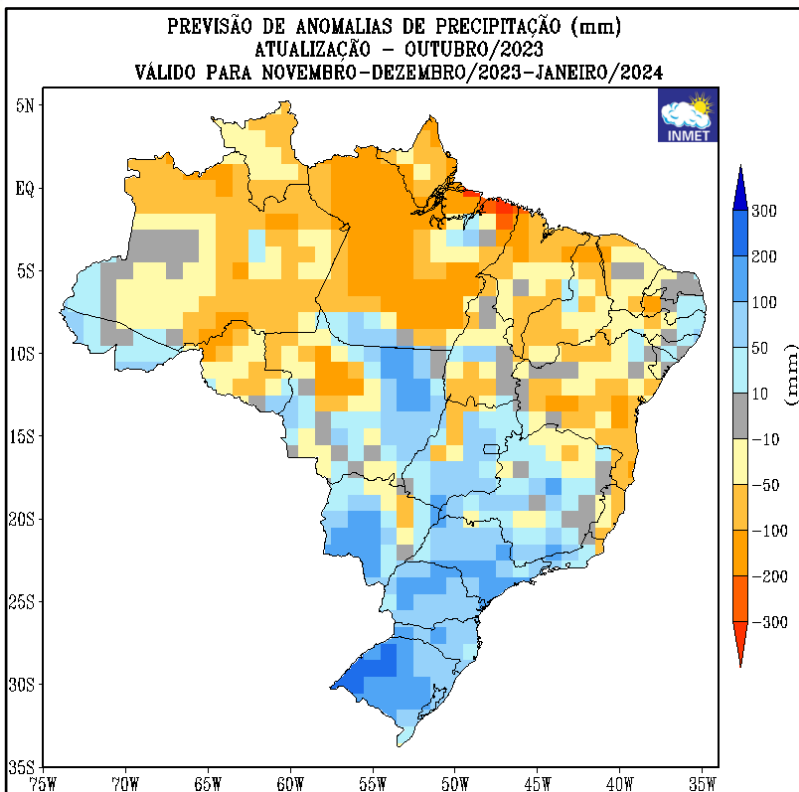 PREVISÃO DE ANOMALIAS DE PRECIPITAÇÃO (mm)
ATUALIZAÇÃO – OUTUBRO/2023
VÁLIDO PARA NOVEMBRO–DEZEMBRO/2023–JANEIRO/2024
INMET
5N
EQ
5S
10S
15S
20S
25S
30S
35S
75W 70W 65W 60W 55W 50W 45W 40W 35W
300
200
100
50
10
-10
-50
-100
-200
-300
(mm)